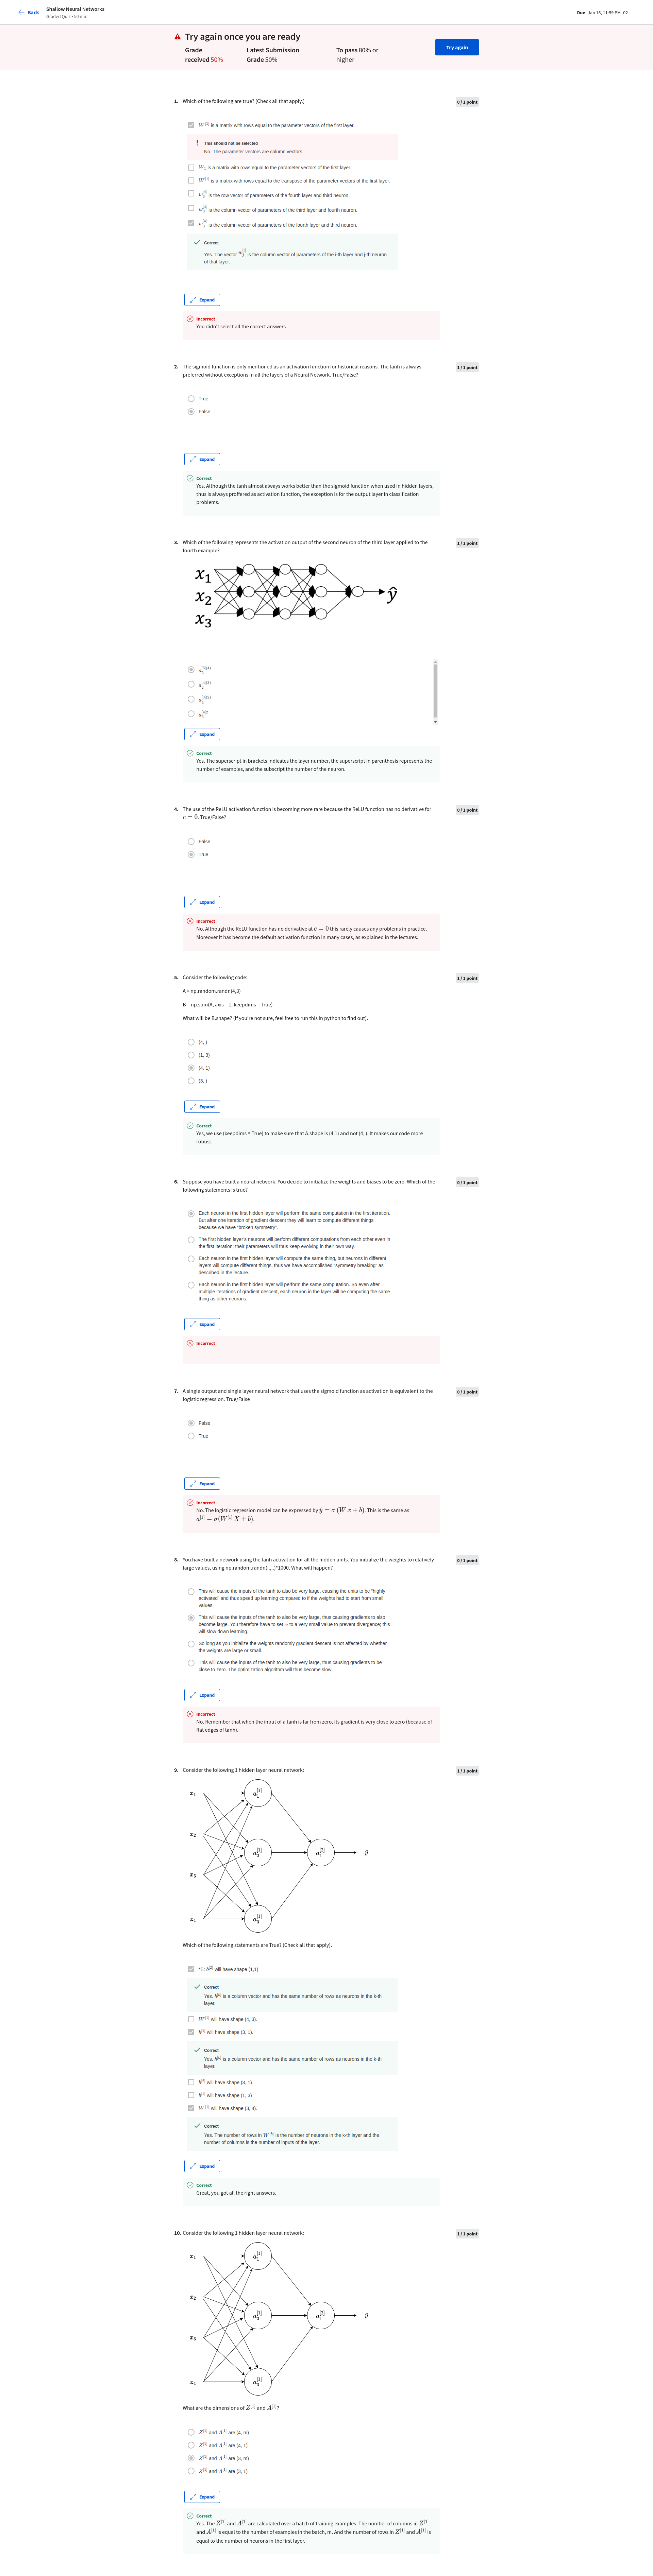 Back
Shallow Neural Networks
Graded Quiz • 50 min
Due Jan 15, 11:59 PM -02
Try again once you are ready
Grade received 50%
Latest Submission Grade 50%
To pass 80% or higher
Try again
1. Which of the following are true? (Check all that apply.)
0 / 1 point
W^[1] is a matrix with rows equal to the parameter vectors of the first layer.
This should not be selected
No. The parameter vectors are column vectors.
W_1 is a matrix with rows equal to the parameter vectors of the first layer.
W^[1] is a matrix with rows equal to the transpose of the parameter vectors of the first layer.
w_3^[4] is the row vector of parameters of the fourth layer and third neuron.
is the column vector of parameters of the third layer and fourth neuron.
w_3^[4] is the column vector of parameters of the fourth layer and third neuron.
Correct
Yes. The vector w_j^[i] is the column vector of parameters of the i-th layer and j-th neuron
of that layer.
Expand
Incorrect
You didn't select all the correct answers
2. The sigmoid function is only mentioned as an activation function for historical reasons. The tanh is always
preferred without exceptions in all the layers of a Neural Network. True/False?
1 / 1 point
True
False
Expand
Correct
Yes. Although the tanh almost always works better than the sigmoid function when used in hidden layers,
thus is always proffered as activation function, the exception is for the output layer in classification
problems.
3. Which of the following represents the activation output of the second neuron of the third layer applied to the
fourth example?
1 / 1 point
x_1
x_2
x_3
ŷ
a_2^[3](4)
a_2^[4](3)
Expand
Correct
Yes. The superscript in brackets indicates the layer number, the superscript in parenthesis represents the
number of examples, and the subscript the number of the neuron.
4. The use of the ReLU activation function is becoming more rare because the ReLU function has no derivative for
c = 0. True/False?
0 / 1 point
False
True
Expand
Incorrect
No. Although the ReLU function has no derivative at c = 0 this rarely causes any problems in practice.
Moreover it has become the default activation function in many cases, as explained in the lectures.
5. Consider the following code:
1 / 1 point
A = np.random.randn(4,3)
B = np.sum(A, axis = 1, keepdims = True)
What will be B.shape? (If you're not sure, feel free to run this in python to find out).
(4, )
(1, 3)
(4, 1)
(3, )
Expand
Correct
Yes, we use (keepdims = True) to make sure that A.shape is (4,1) and not (4, ). It makes our code more
robust.
6. Suppose you have built a neural network. You decide to initialize the weights and biases to be zero. Which of the
following statements is true?
0 / 1 point
Each neuron in the first hidden layer will perform the same computation in the first iteration.
But after one iteration of gradient descent they will learn to compute different things
because we have "broken symmetry".
The first hidden layer's neurons will perform different computations from each other even in
the first iteration; their parameters will thus keep evolving in their own way.
Each neuron in the first hidden layer will compute the same thing, but neurons in different
layers will compute different things, thus we have accomplished "symmetry breaking" as
described in the lecture.
Each neuron in the first hidden layer will perform the same computation. So even after
multiple iterations of gradient descent, each neuron in the layer will be computing the same
thing as other neurons.
Expand
Incorrect
7. A single output and single layer neural network that uses the sigmoid function as activation is equivalent to the
logistic regression. True/False
0 / 1 point
False
True
Expand
Incorrect
No. The logistic regression model can be expressed by ŷ = σ (W x + b). This is the same as
a^[1] = σ(W^[1] X + b).
8. You have built a network using the tanh activation for all the hidden units. You initialize the weights to relatively
large values, using np.random.randn(..,..)*1000. What will happen?
0 / 1 point
This will cause the inputs of the tanh to also be very large, causing the units to be "highly
activated" and thus speed up learning compared to if the weights had to start from small
values.
This will cause the inputs of the tanh to also be very large, thus causing gradients to also
become large. You therefore have to set α to a very small value to prevent divergence; this
will slow down learning.
So long as you initialize the weights randomly gradient descent is not affected by whether
the weights are large or small.
This will cause the inputs of the tanh to also be very large, thus causing gradients to be
close to zero. The optimization algorithm will thus become slow.
Expand
Incorrect
No. Remember that when the input of a tanh is far from zero, its gradient is very close to zero (because of
flat edges of tanh).
9. Consider the following 1 hidden layer neural network:
1 / 1 point
x_1
x_2
x_3
x_4
a_1^[1]
a_2^[1]
a_3^[1]
a_1^[2]
ŷ
Which of the following statements are True? (Check all that apply).
b^[2] will have shape (1,1)
Correct
Yes. b^[k] is a column vector and has the same number of rows as neurons in the k-th
layer.
W^[1] will have shape (4, 3).
b^[1] will have shape (3, 1).
Correct
Yes. b^[k] is a column vector and has the same number of rows as neurons in the k-th
layer.
b^[2] will have shape (3, 1)
b^[1] will have shape (1, 3)
W^[1] will have shape (3, 4).
Correct
Yes. The number of rows in W^[k] is the number of neurons in the k-th layer and the
number of columns is the number of inputs of the layer.
Expand
Correct
Great, you got all the right answers.
10. Consider the following 1 hidden layer neural network:
1 / 1 point
x_1
x_2
x_3
x_4
a_1^[1]
a_2^[1]
a_3^[1]
a_1^[2]
ŷ
What are the dimensions of Z^[1] and A^[1]?
Z^[1] and A^[1] are (4, m)
Z^[1] and A^[1] are (4, 1)
Z^[1] and A^[1] are (3, m)
Z^[1] and A^[1] are (3, 1)
Expand
Correct
Yes. The Z^[1] and A^[1] are calculated over a batch of training examples. The number of columns in Z^[1]
and A^[1] is equal to the number of examples in the batch, m. And the number of rows in Z^[1] and A^[1] is
equal to the number of neurons in the first layer.